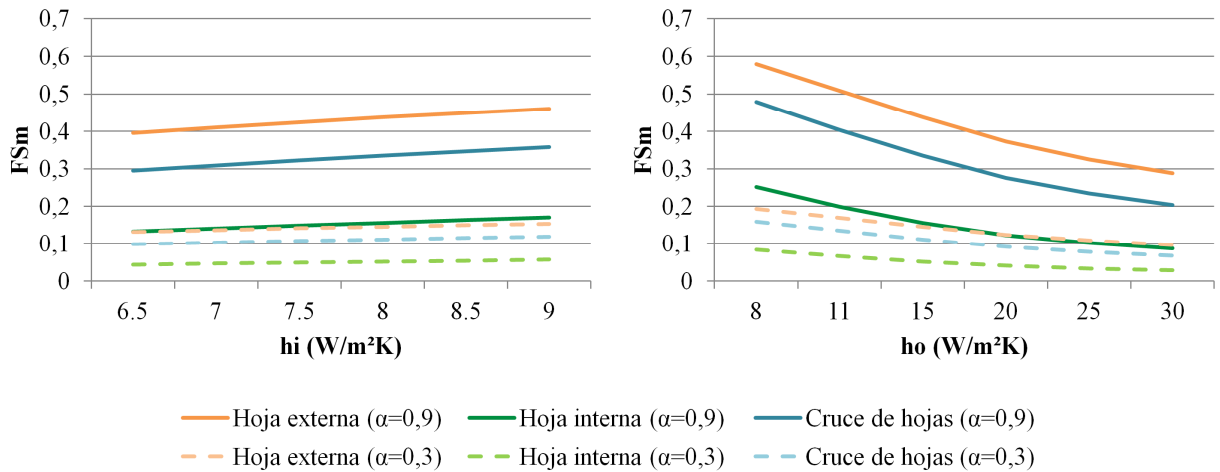 0,7
0,6
0,5
0,4
0,3
0,2
0,1
0
FSm
6.5 7 7.5 8 8.5 9
hi (W/m²K)
0,7
0,6
0,5
0,4
0,3
0,2
0,1
0
FSm
8 11 15 20 25 30
ho (W/m²K)
Hoja externa (α=0,9) Hoja interna (α=0,9) Cruce de hojas (α=0,9)
Hoja externa (α=0,3) Hoja interna (α=0,3) Cruce de hojas (α=0,3)